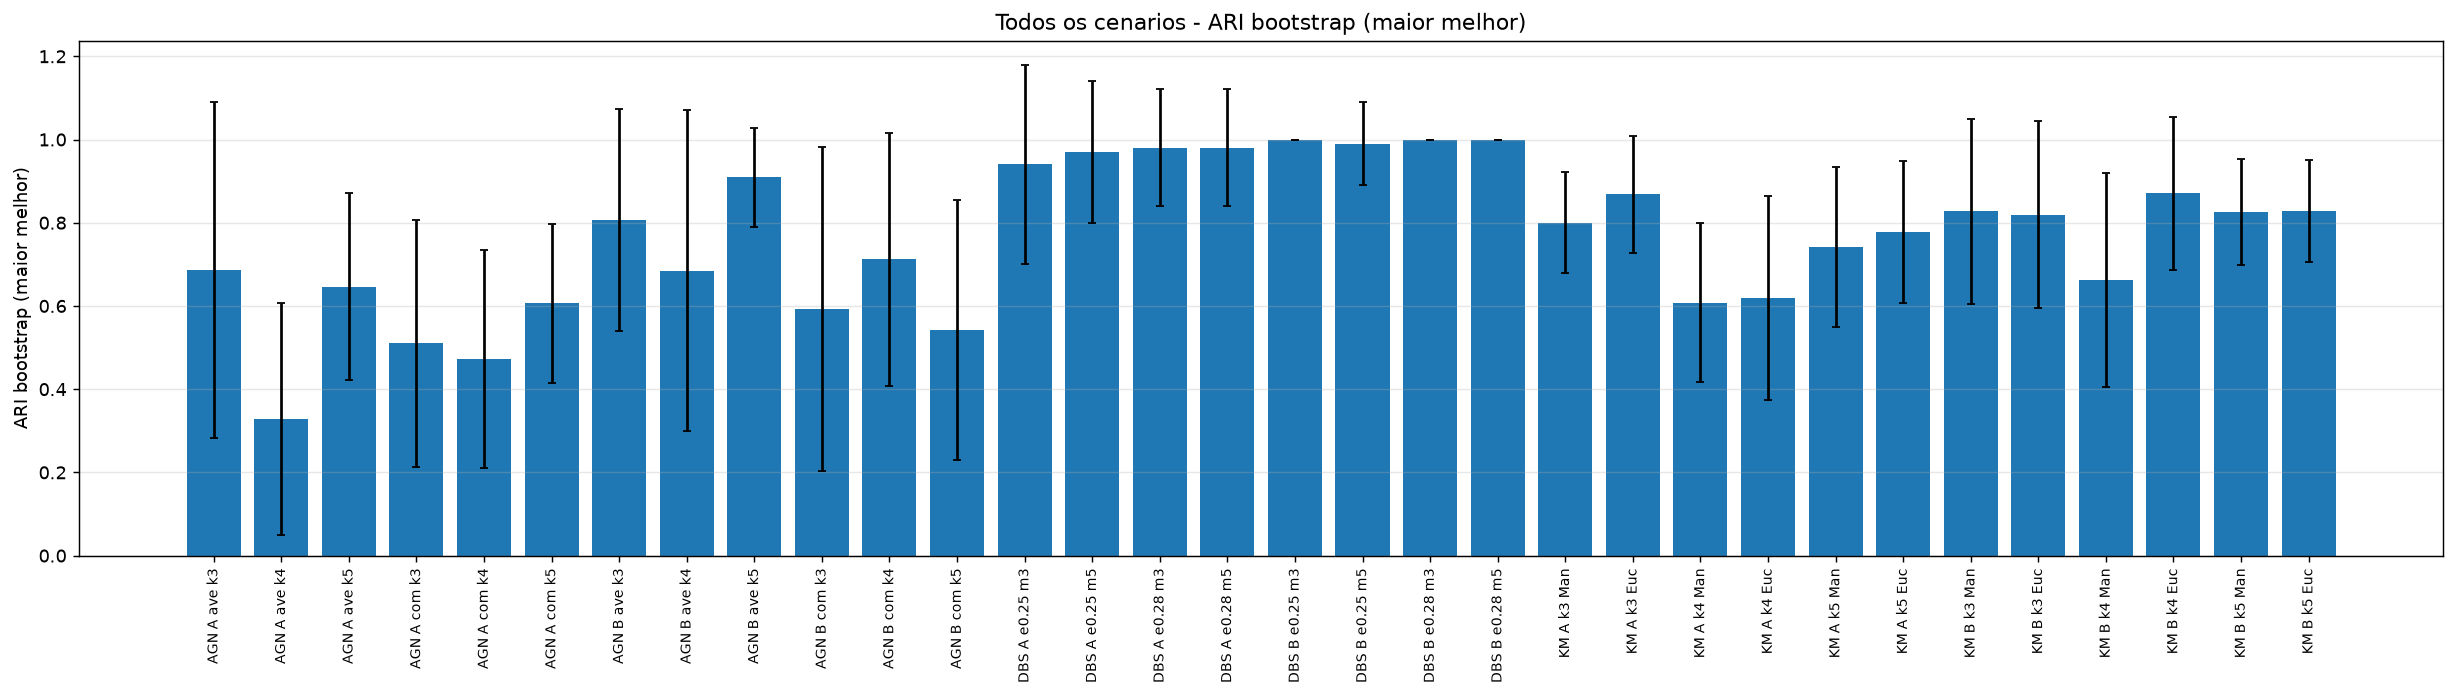 Todos os cenarios - ARI bootstrap (maior melhor)
ARI bootstrap (maior melhor)
1.2
1.0
0.8
0.6
0.4
0.2
0.0
AGN A ave k3
AGN A ave k4
AGN A ave k5
AGN A com k3
AGN A com k4
AGN A com k5
AGN B ave k3
AGN B ave k4
AGN B ave k5
AGN B com k3
AGN B com k4
AGN B com k5
DBS A e0.25 m3
DBS A e0.25 m5
DBS A e0.28 m3
DBS A e0.28 m5
DBS B e0.25 m3
DBS B e0.25 m5
DBS B e0.28 m3
DBS B e0.28 m5
KM A k3 Man
KM A k3 Euc
KM A k4 Man
KM A k4 Euc
KM A k5 Man
KM A k5 Euc
KM B k3 Man
KM B k3 Euc
KM B k4 Man
KM B k4 Euc
KM B k5 Man
KM B k5 Euc